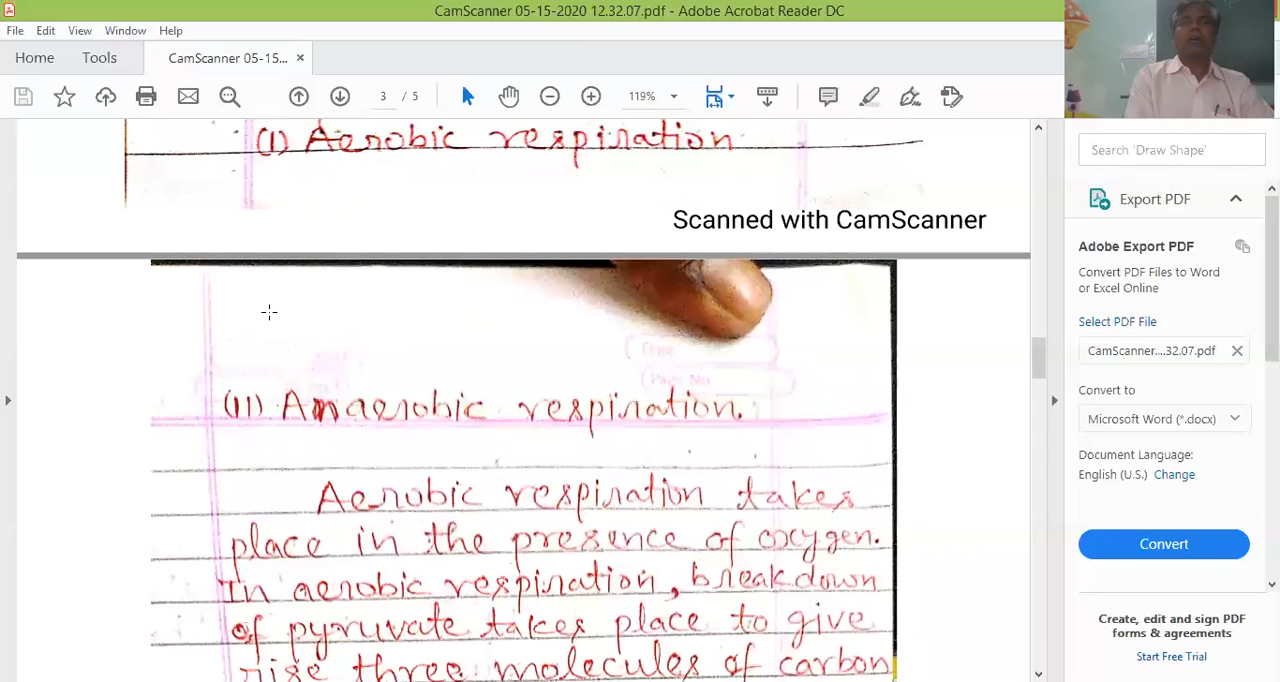 CamScanner 05-15-2020 12.32.07.pdf - Adobe Acrobat Reader DC
File Edit View Window Help
Home Tools CamScanner 05-15... ×
3 / 5 119%
(I) Aerobic respiration
Scanned with CamScanner
Page No
(II) Anaerobic respiration.
Aerobic respiration takes
place in the presence of oxygen.
In aerobic respiration, breakdown
of pyruvate takes place to give
rise three molecules of carbon
Search 'Draw Shape'
Export PDF
Adobe Export PDF
Convert PDF Files to Word
or Excel Online
Select PDF File
CamScanner....32.07.pdf
Convert to
Microsoft Word (*.docx)
Document Language:
English (U.S.) Change
Convert
Create, edit and sign PDF
forms & agreements
Start Free Trial